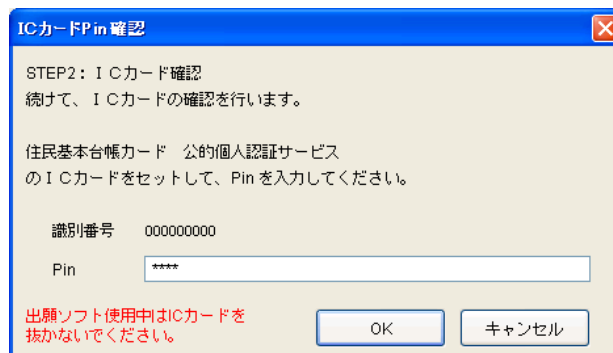 ICカードPin確認
STEP2：ＩＣカード確認
続けて、ＩＣカードの確認を行います。
住民基本台帳カード　公的個人認証サービス
のＩＣカードをセットして、Pinを入力してください。
識別番号 000000000
Pin ****
出願ソフト使用中はICカードを
抜かないでください。
OK キャンセル